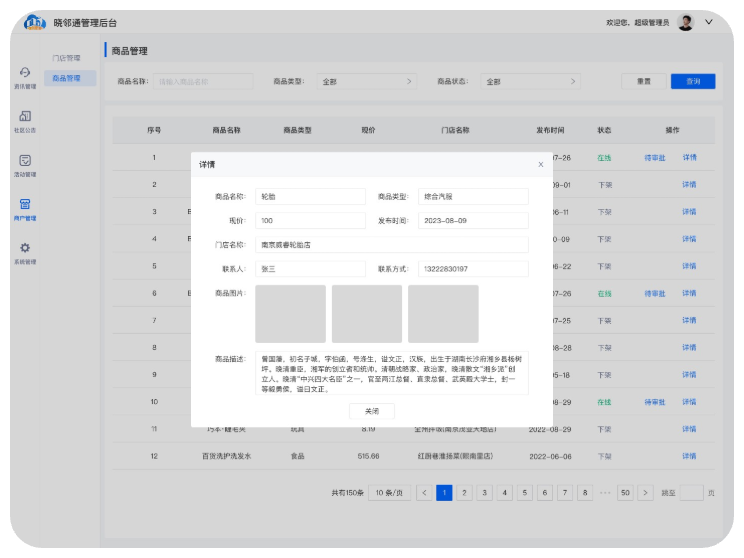 晓邻通管理后台
欢迎您、超级管理员
门店管理
商品管理
资讯管理
社区公告
活动管理
商户管理
系统管理
商品管理
商品名称: 请输入商品名称 商品类型: 全部 商品状态: 全部 重置 查询
序号 商品名称 商品类型 现价 门店名称 发布时间 状态 操作
1 07-26 在线 待审批 详情
2 09-01 下架 详情
3 06-11 下架 详情
4 0-09 下架 详情
5 06-22 下架 详情
6 07-26 在线 待审批 详情
7 07-25 下架 详情
8 08-28 下架 详情
9 05-18 下架 详情
10 08-29 在线 待审批 详情
11 玩具 8.19 2022-08-29 下架 详情
12 百货洗护洗发水 食品 515.66 红厨巷淮扬菜(熙南里店) 2022-06-06 下架 详情
共有150条 10 条/页 < 1 2 3 4 5 6 7 8 ··· 50 > 跳至 页
详情
商品名称: 轮胎 商品类型: 综合汽服
现价: 100 发布时间: 2023-08-09
门店名称: 南京威睿轮胎店
联系人: 张三 联系方式: 13222830197
商品图片:
商品描述: 曾国藩、初名子城、字伯函、号涤生，谥文正，汉族，出生于湖南长沙府湘乡县杨树
坪。晚清重臣，湘军的创立者和统帅。清朝战略家、政治家，晚清散文“湘乡派”创
立人。晚清“中兴四大名臣”之一，官至两江总督、直隶总督、武英殿大学士，封一
等毅勇侯，谥曰文正。
关闭